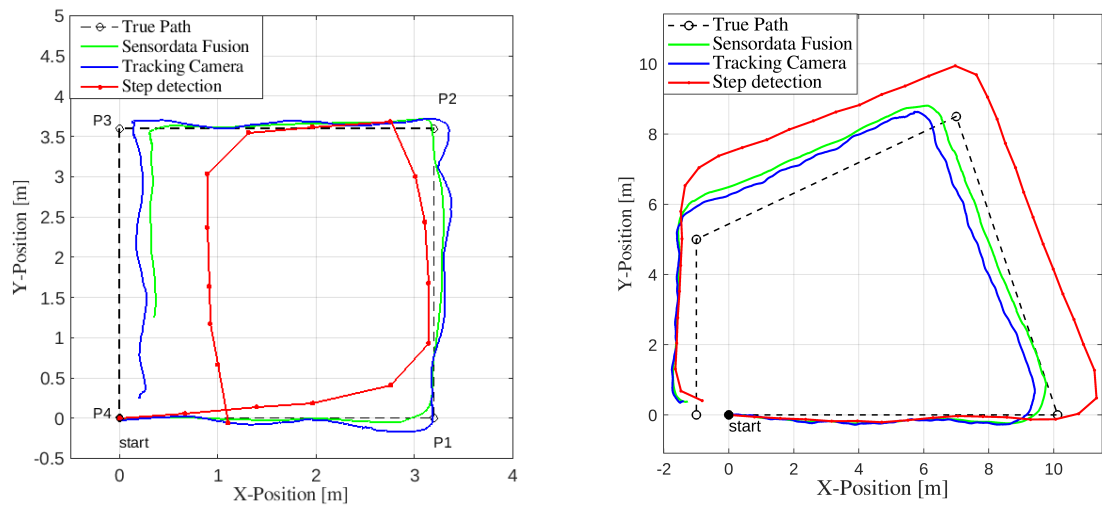 5
4.5
4
3.5
3
2.5
2
1.5
1
0.5
0
-0.5
Y-Position [m]
True Path
Sensordata Fusion
Tracking Camera
Step detection
P2
P3
P4
start
P1
0
1
2
3
4
X-Position [m]
10
8
6
4
2
0
Y-Position [m]
True Path
Sensordata Fusion
Tracking Camera
Step detection
start
-2
0
2
4
6
8
10
X-Position [m]